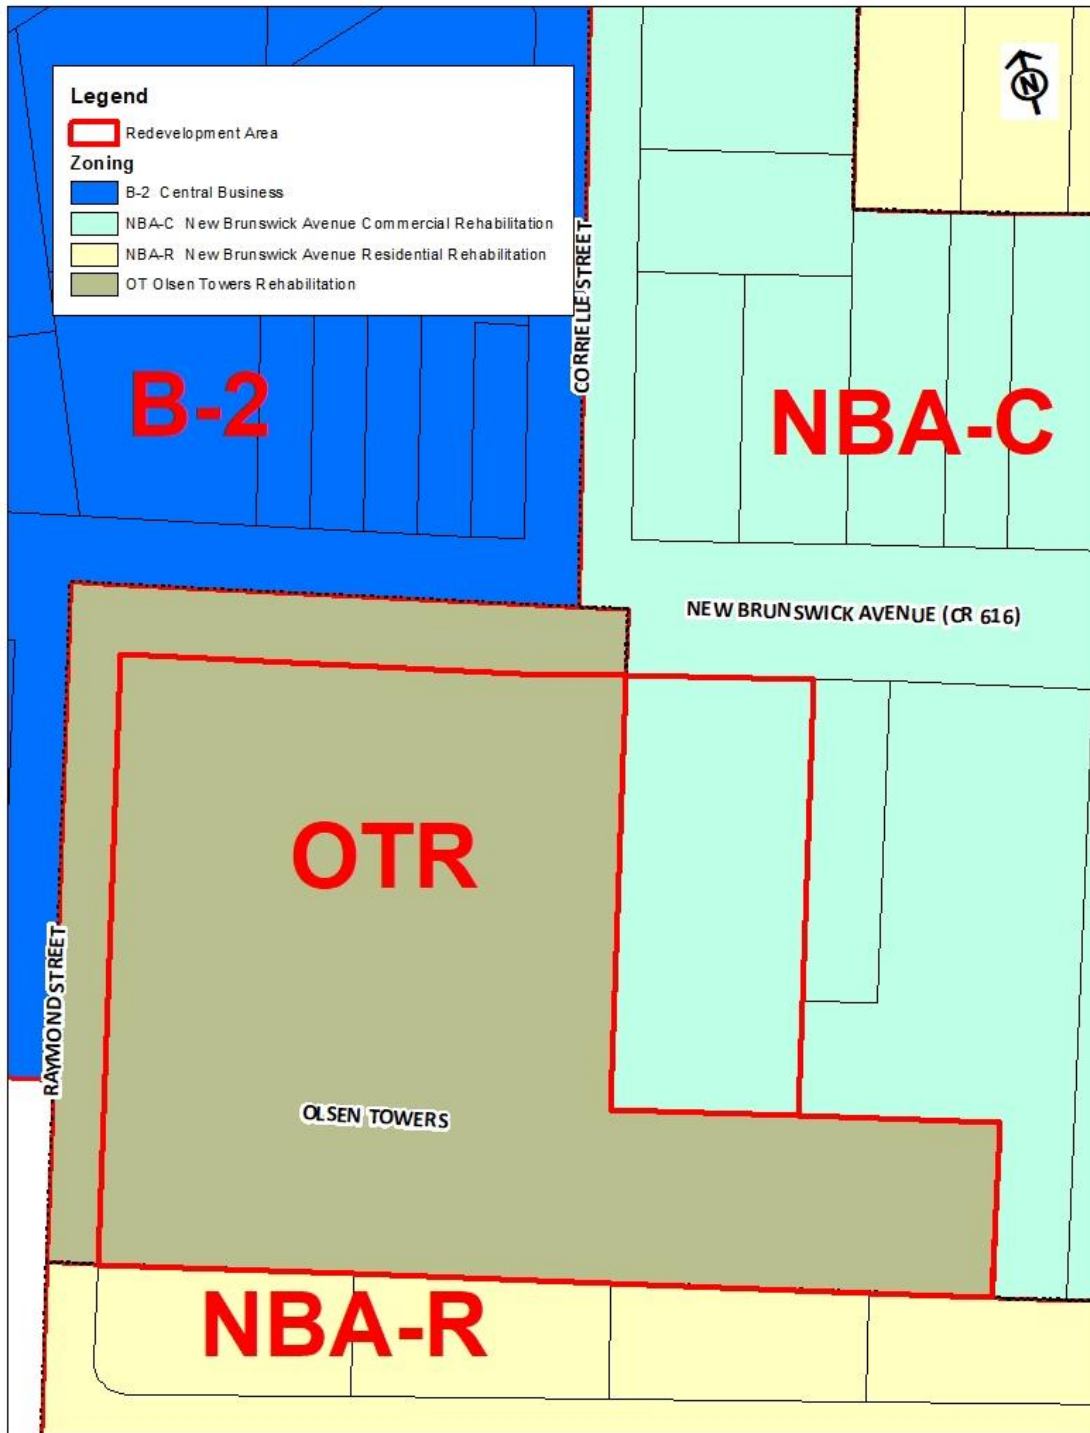 Legend
Redevelopment Area
Zoning
B-2 Central Business
NBA-C New Brunswick Avenue Commercial Rehabilitation
NBA-R New Brunswick Avenue Residential Rehabilitation
OT Olsen Towers Rehabilitation
N
CORRIELLE STREET
B-2
NBA-C
NEW BRUNSWICK AVENUE (CR 616)
OTR
RAYMOND STREET
OLSEN TOWERS
NBA-R